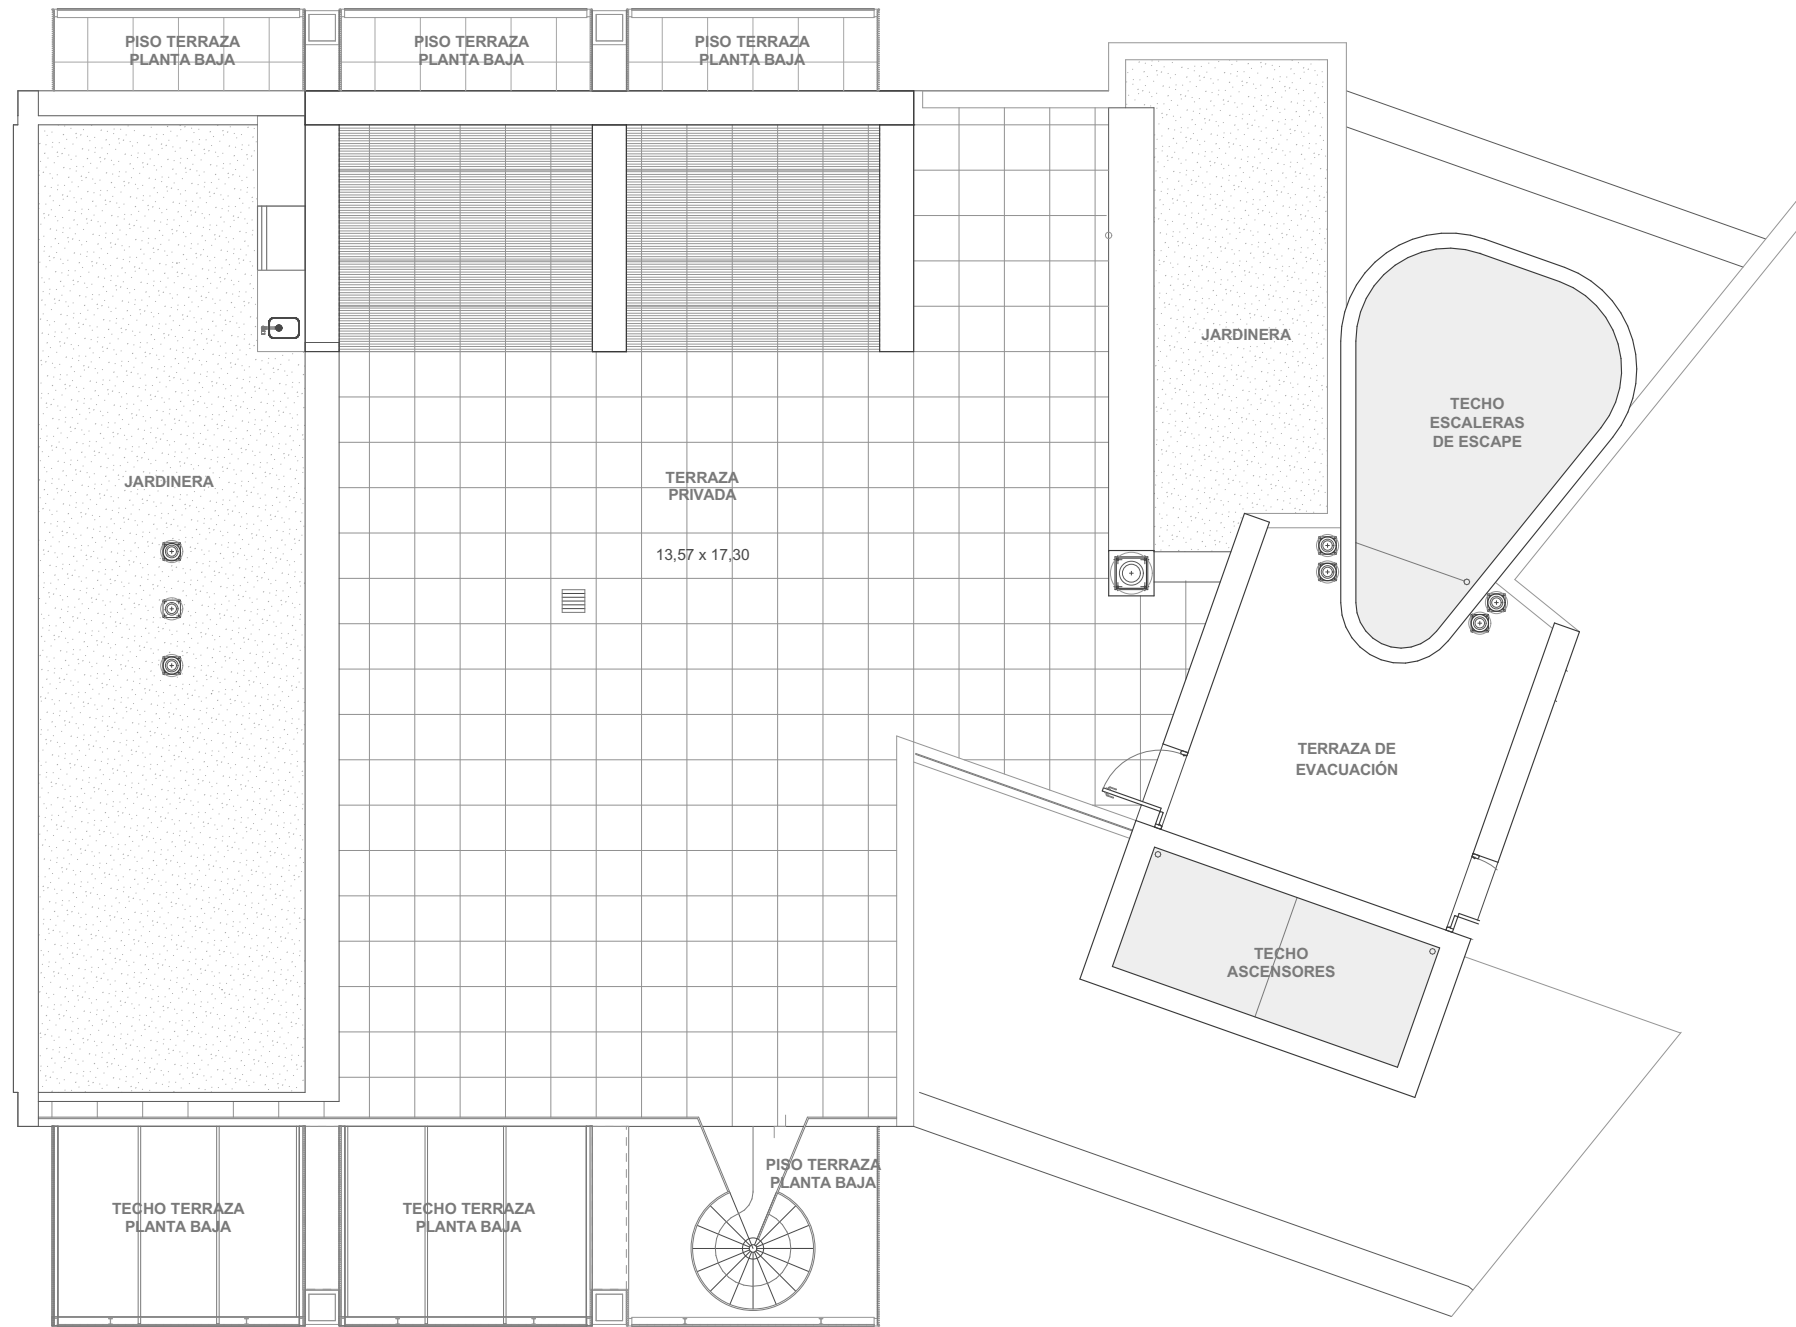 PISO TERRAZA
PLANTA BAJA
PISO TERRAZA
PLANTA BAJA
PISO TERRAZA
PLANTA BAJA
JARDINERA
TECHO
ESCALERAS
DE ESCAPE
JARDINERA
TERRAZA
PRIVADA
13,57 x 17,30
TERRAZA DE
EVACUACIÓN
TECHO
ASCENSORES
PISO TERRAZA
PLANTA BAJA
TECHO TERRAZA
PLANTA BAJA
TECHO TERRAZA
PLANTA BAJA